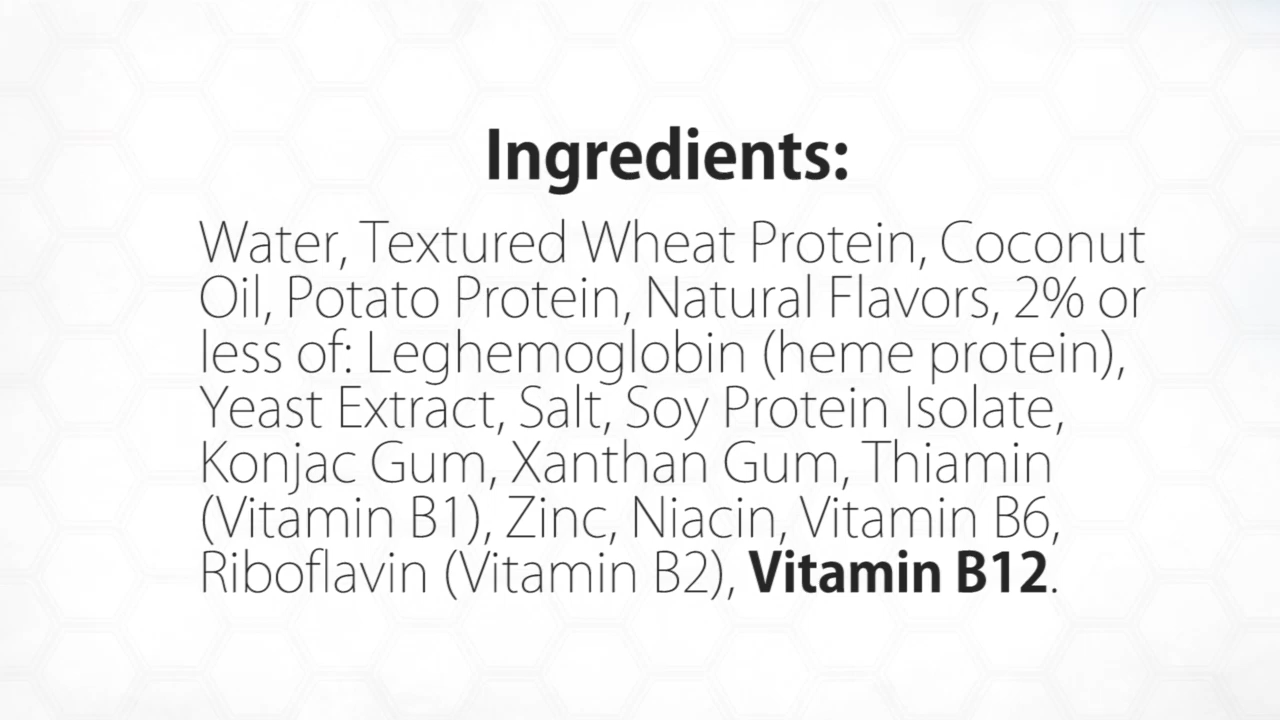 Ingredients:
Water, Textured Wheat Protein, Coconut
Oil, Potato Protein, Natural Flavors, 2% or
less of: Leghemoglobin (heme protein),
Yeast Extract, Salt, Soy Protein Isolate,
Konjac Gum, Xanthan Gum, Thiamin
(Vitamin B1), Zinc, Niacin, Vitamin B6,
Riboflavin (Vitamin B2), Vitamin B12.